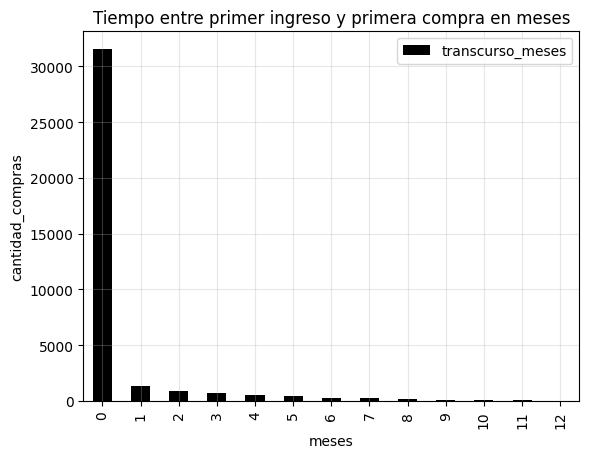 Tiempo entre primer ingreso y primera compra en meses
transcurso_meses
cantidad_compras
30000
25000
20000
15000
10000
5000
0
0 1 2 3 4 5 6 7 8 9 10 11 12
meses